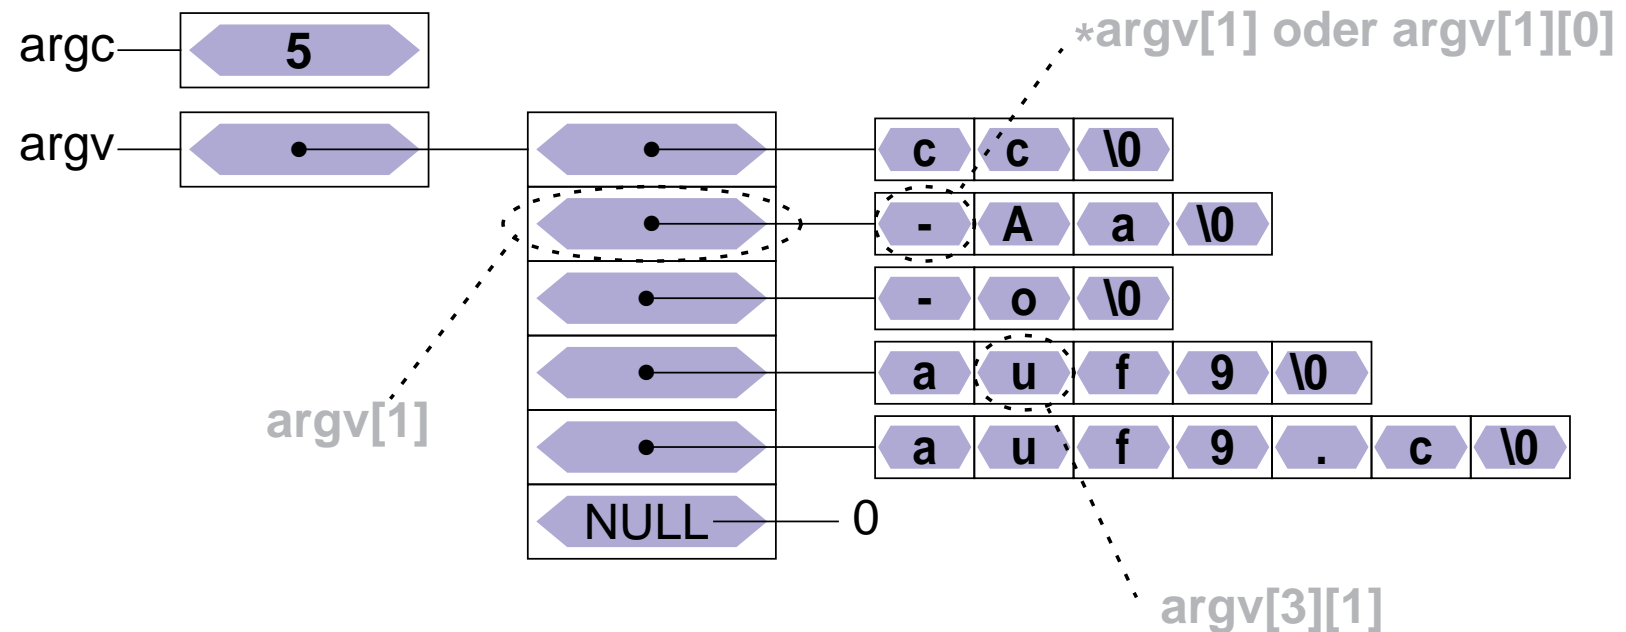 *argv[1] oder argv[1][0]
argc 5
argv c c \0
- A a \0
- o \0
a u f 9 \0
argv[1]
a u f 9 . c \0
NULL 0
argv[3][1]